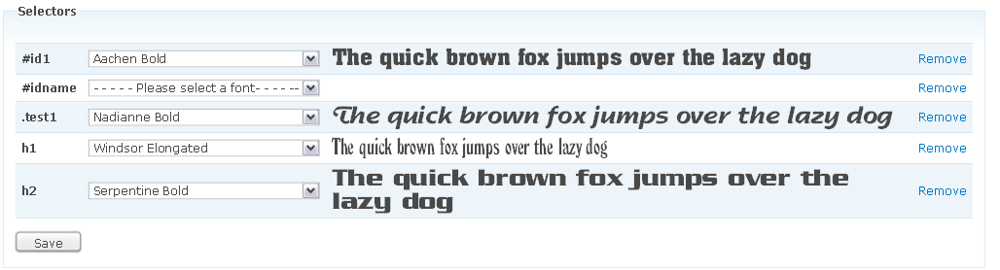 Selectors
#id1 Aachen Bold The quick brown fox jumps over the lazy dog Remove
#idname - - - - - Please select a font- - - - -- Remove
.test1 Nadianne Bold The quick brown fox jumps over the lazy dog Remove
h1 Windsor Elongated The quick brown fox jumps over the lazy dog Remove
h2 Serpentine Bold The quick brown fox jumps over the
lazy dog Remove
Save